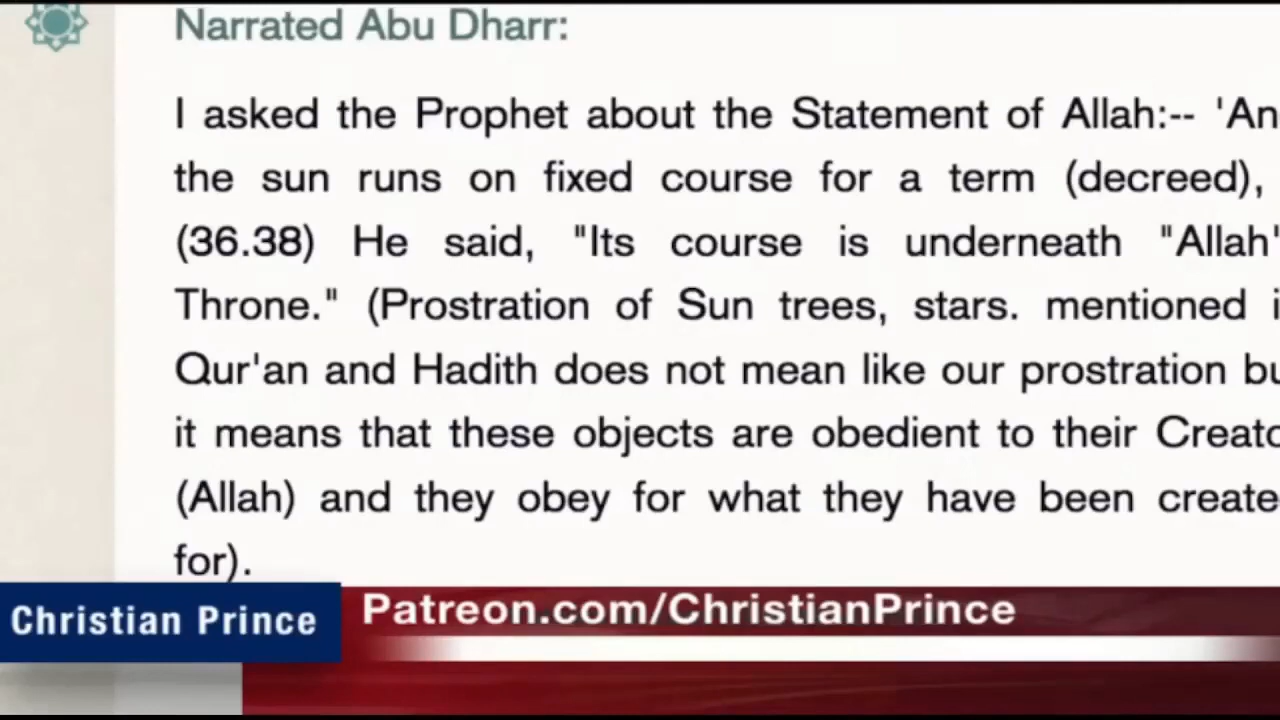 Narrated Abu Dharr:
I asked the Prophet about the Statement of Allah:-- 'An
the sun runs on fixed course for a term (decreed),
(36.38) He said, "Its course is underneath "Allah'
Throne." (Prostration of Sun trees, stars. mentioned i
Qur'an and Hadith does not mean like our prostration bu
it means that these objects are obedient to their Creato
(Allah) and they obey for what they have been create
for).
Christian Prince
Patreon.com/ChristianPrince